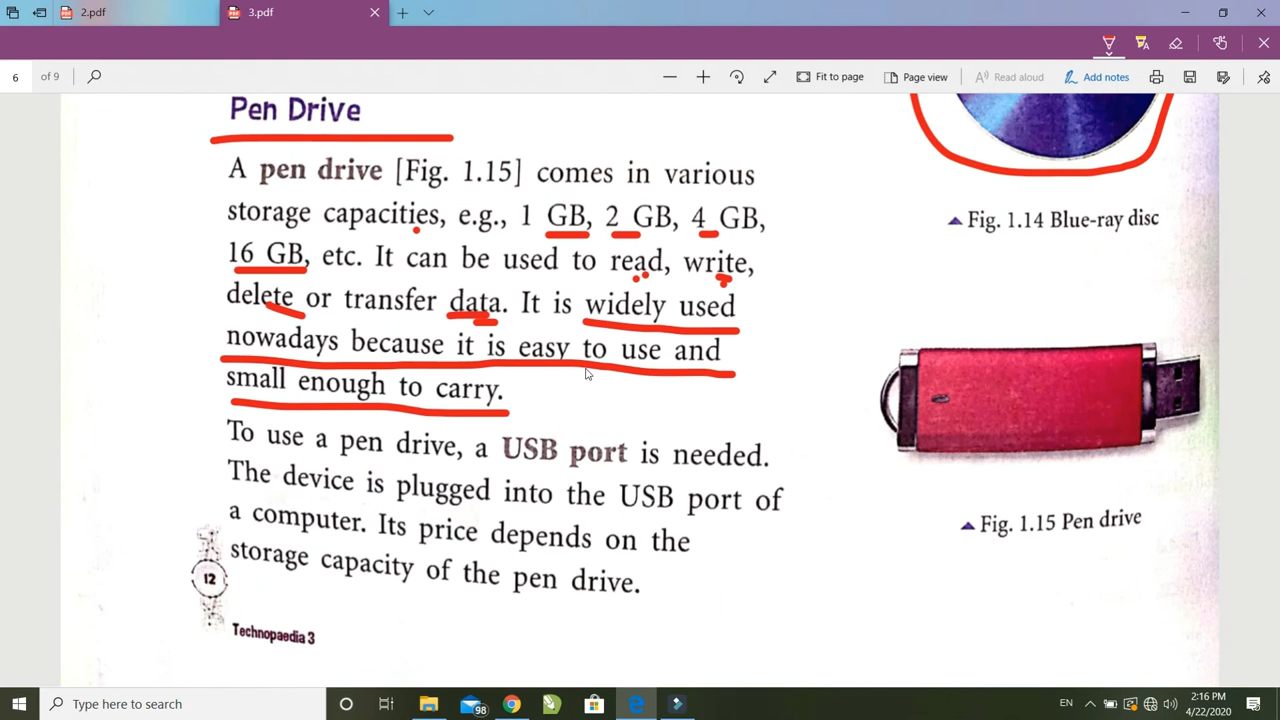 2.pdf
3.pdf
6 of 9
Fit to page
Page view
Read aloud
Add notes
Pen Drive
A pen drive [Fig. 1.15] comes in various
storage capacities, e.g., 1 GB, 2 GB, 4 GB,
16 GB, etc. It can be used to read, write,
delete or transfer data. It is widely used
nowadays because it is easy to use and
small enough to carry.
To use a pen drive, a USB port is needed.
The device is plugged into the USB port of
a computer. Its price depends on the
storage capacity of the pen drive.
Fig. 1.14 Blue-ray disc
Fig. 1.15 Pen drive
12
Technopaedia 3
Type here to search
98
EN
2:16 PM
4/22/2020